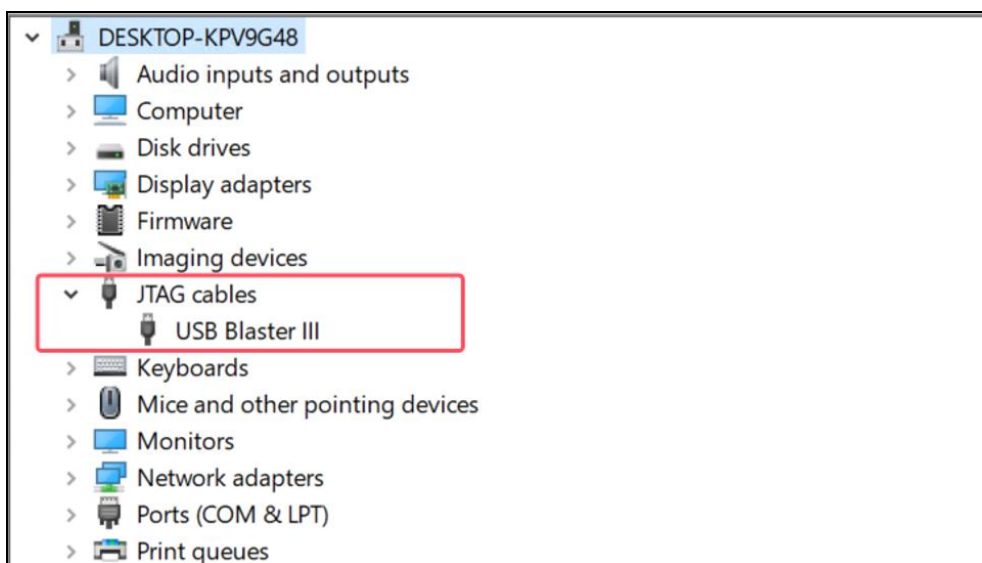 DESKTOP-KPV9G48
Audio inputs and outputs
Computer
Disk drives
Display adapters
Firmware
Imaging devices
JTAG cables
USB Blaster III
Keyboards
Mice and other pointing devices
Monitors
Network adapters
Ports (COM & LPT)
Print queues